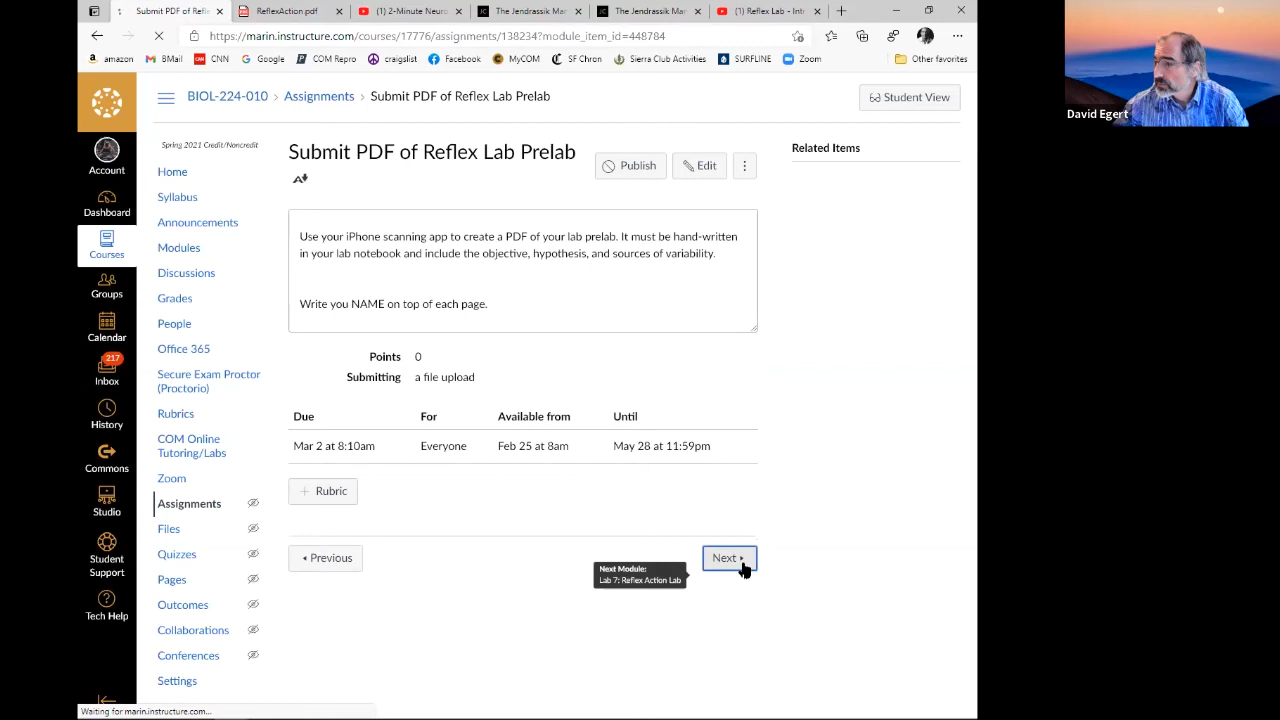 Submit PDF of Refle
ReflexAction.pdf
(1) 2-Minute Neuro
The Jendrassik Man
The Jendrassik Ma
(1) Reflex Lab - Intr
https://marin.instructure.com/courses/17776/assignments/138234?module_item_id=448784
amazon
BMail
CNN
Google
COM Repro
craigslist
Facebook
MyCOM
SF Chron
Sierra Club Activities
SURFLINE
Zoom
Other favorites
BIOL-224-010 › Assignments › Submit PDF of Reflex Lab Prelab
Student View
Account
Dashboard
Courses
Groups
Calendar
217
Inbox
History
Commons
Studio
Student
Support
Tech Help
Spring 2021 Credit/Noncredit
Home
Syllabus
Announcements
Modules
Discussions
Grades
People
Office 365
Secure Exam Proctor
(Proctorio)
Rubrics
COM Online
Tutoring/Labs
Zoom
Assignments
Files
Quizzes
Pages
Outcomes
Collaborations
Conferences
Settings
Submit PDF of Reflex Lab Prelab
Publish
Edit
Use your iPhone scanning app to create a PDF of your lab prelab. It must be hand-written
in your lab notebook and include the objective, hypothesis, and sources of variability.
Write you NAME on top of each page.
Points 0
Submitting a file upload
Due For Available from Until
Mar 2 at 8:10am Everyone Feb 25 at 8am May 28 at 11:59pm
+ Rubric
Previous
Next
Next Module:
Lab 7: Reflex Action Lab
Related Items
Waiting for marin.instructure.com...
David Egert